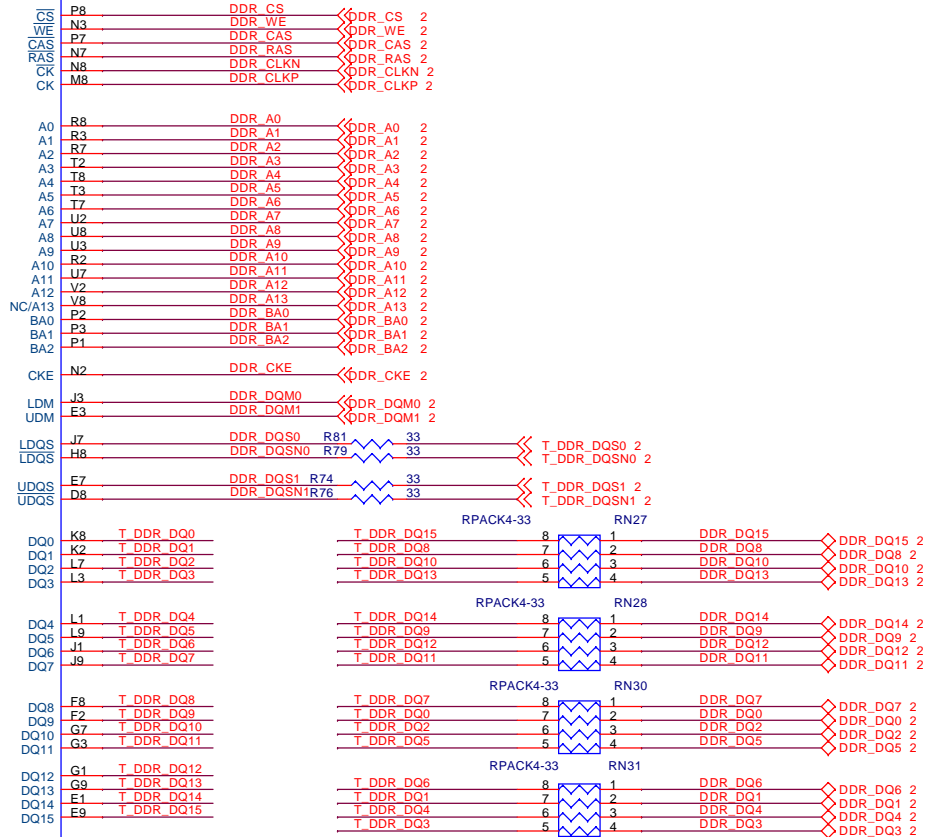 CS P8 DDR_CS DDR_CS 2
WE N3 DDR_WE DDR_WE 2
CAS P7 DDR_CAS DDR_CAS 2
RAS N7 DDR_RAS DDR_RAS 2
CK N8 DDR_CLKN DDR_CLKN 2
CK M8 DDR_CLKP DDR_CLKP 2
A0 R8 DDR_A0 DDR_A0 2
A1 R3 DDR_A1 DDR_A1 2
A2 R7 DDR_A2 DDR_A2 2
A3 T2 DDR_A3 DDR_A3 2
A4 T8 DDR_A4 DDR_A4 2
A5 T3 DDR_A5 DDR_A5 2
A6 T7 DDR_A6 DDR_A6 2
A7 U2 DDR_A7 DDR_A7 2
A8 U8 DDR_A8 DDR_A8 2
A9 U3 DDR_A9 DDR_A9 2
A10 R2 DDR_A10 DDR_A10 2
A11 U7 DDR_A11 DDR_A11 2
A12 V2 DDR_A12 DDR_A12 2
NC/A13 V8 DDR_A13 DDR_A13 2
BA0 P2 DDR_BA0 DDR_BA0 2
BA1 P3 DDR_BA1 DDR_BA1 2
BA2 P1 DDR_BA2 DDR_BA2 2
CKE N2 DDR_CKE DDR_CKE 2
LDM J3 DDR_DQM0 DDR_DQM0 2
UDM E3 DDR_DQM1 DDR_DQM1 2
LDQS J7 DDR_DQS0 R81 33 T_DDR_DQS0 2
LDQS H8 DDR_DQSN0 R79 33 T_DDR_DQSN0 2
UDQS E7 DDR_DQS1 R74 33 T_DDR_DQS1 2
UDQS D8 DDR_DQSN1 R76 33 T_DDR_DQSN1 2
RPACK4-33 RN27
DQ0 K8 T_DDR_DQ0 T_DDR_DQ15 8 1 DDR_DQ15 DDR_DQ15 2
DQ1 K2 T_DDR_DQ1 T_DDR_DQ8 7 2 DDR_DQ8 DDR_DQ8 2
DQ2 L7 T_DDR_DQ2 T_DDR_DQ10 6 3 DDR_DQ10 DDR_DQ10 2
DQ3 L3 T_DDR_DQ3 T_DDR_DQ13 5 4 DDR_DQ13 DDR_DQ13 2
RPACK4-33 RN28
DQ4 L1 T_DDR_DQ4 T_DDR_DQ14 8 1 DDR_DQ14 DDR_DQ14 2
DQ5 L9 T_DDR_DQ5 T_DDR_DQ9 7 2 DDR_DQ9 DDR_DQ9 2
DQ6 J1 T_DDR_DQ6 T_DDR_DQ12 6 3 DDR_DQ12 DDR_DQ12 2
DQ7 J9 T_DDR_DQ7 T_DDR_DQ11 5 4 DDR_DQ11 DDR_DQ11 2
RPACK4-33 RN30
DQ8 F8 T_DDR_DQ8 T_DDR_DQ7 8 1 DDR_DQ7 DDR_DQ7 2
DQ9 F2 T_DDR_DQ9 T_DDR_DQ0 7 2 DDR_DQ0 DDR_DQ0 2
DQ10 G7 T_DDR_DQ10 T_DDR_DQ2 6 3 DDR_DQ2 DDR_DQ2 2
DQ11 G3 T_DDR_DQ11 T_DDR_DQ5 5 4 DDR_DQ5 DDR_DQ5 2
RPACK4-33 RN31
DQ12 G1 T_DDR_DQ12
DQ13 G9 T_DDR_DQ13 T_DDR_DQ6 8 1 DDR_DQ6 DDR_DQ6 2
DQ14 E1 T_DDR_DQ14 T_DDR_DQ1 7 2 DDR_DQ1 DDR_DQ1 2
DQ15 E9 T_DDR_DQ15 T_DDR_DQ4 6 3 DDR_DQ4 DDR_DQ4 2
T_DDR_DQ3 5 4 DDR_DQ3 DDR_DQ3 2